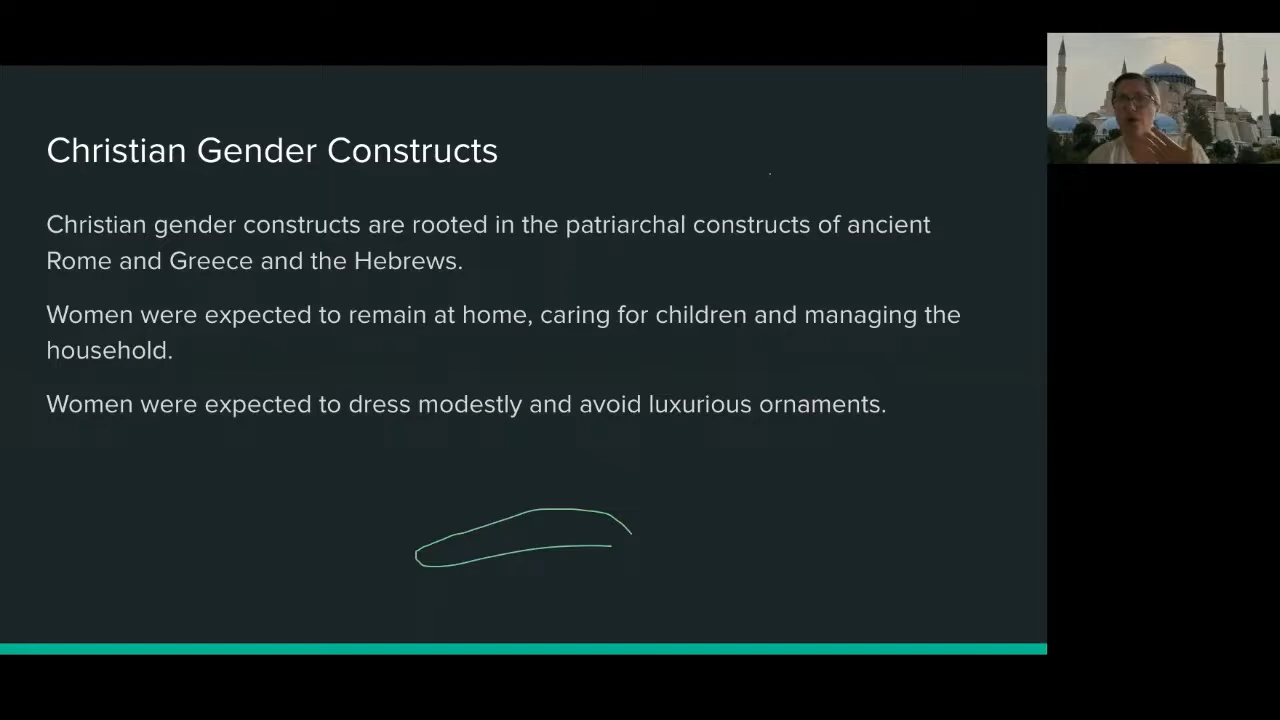 Christian Gender Constructs
Christian gender constructs are rooted in the patriarchal constructs of ancient
Rome and Greece and the Hebrews.
Women were expected to remain at home, caring for children and managing the
household.
Women were expected to dress modestly and avoid luxurious ornaments.